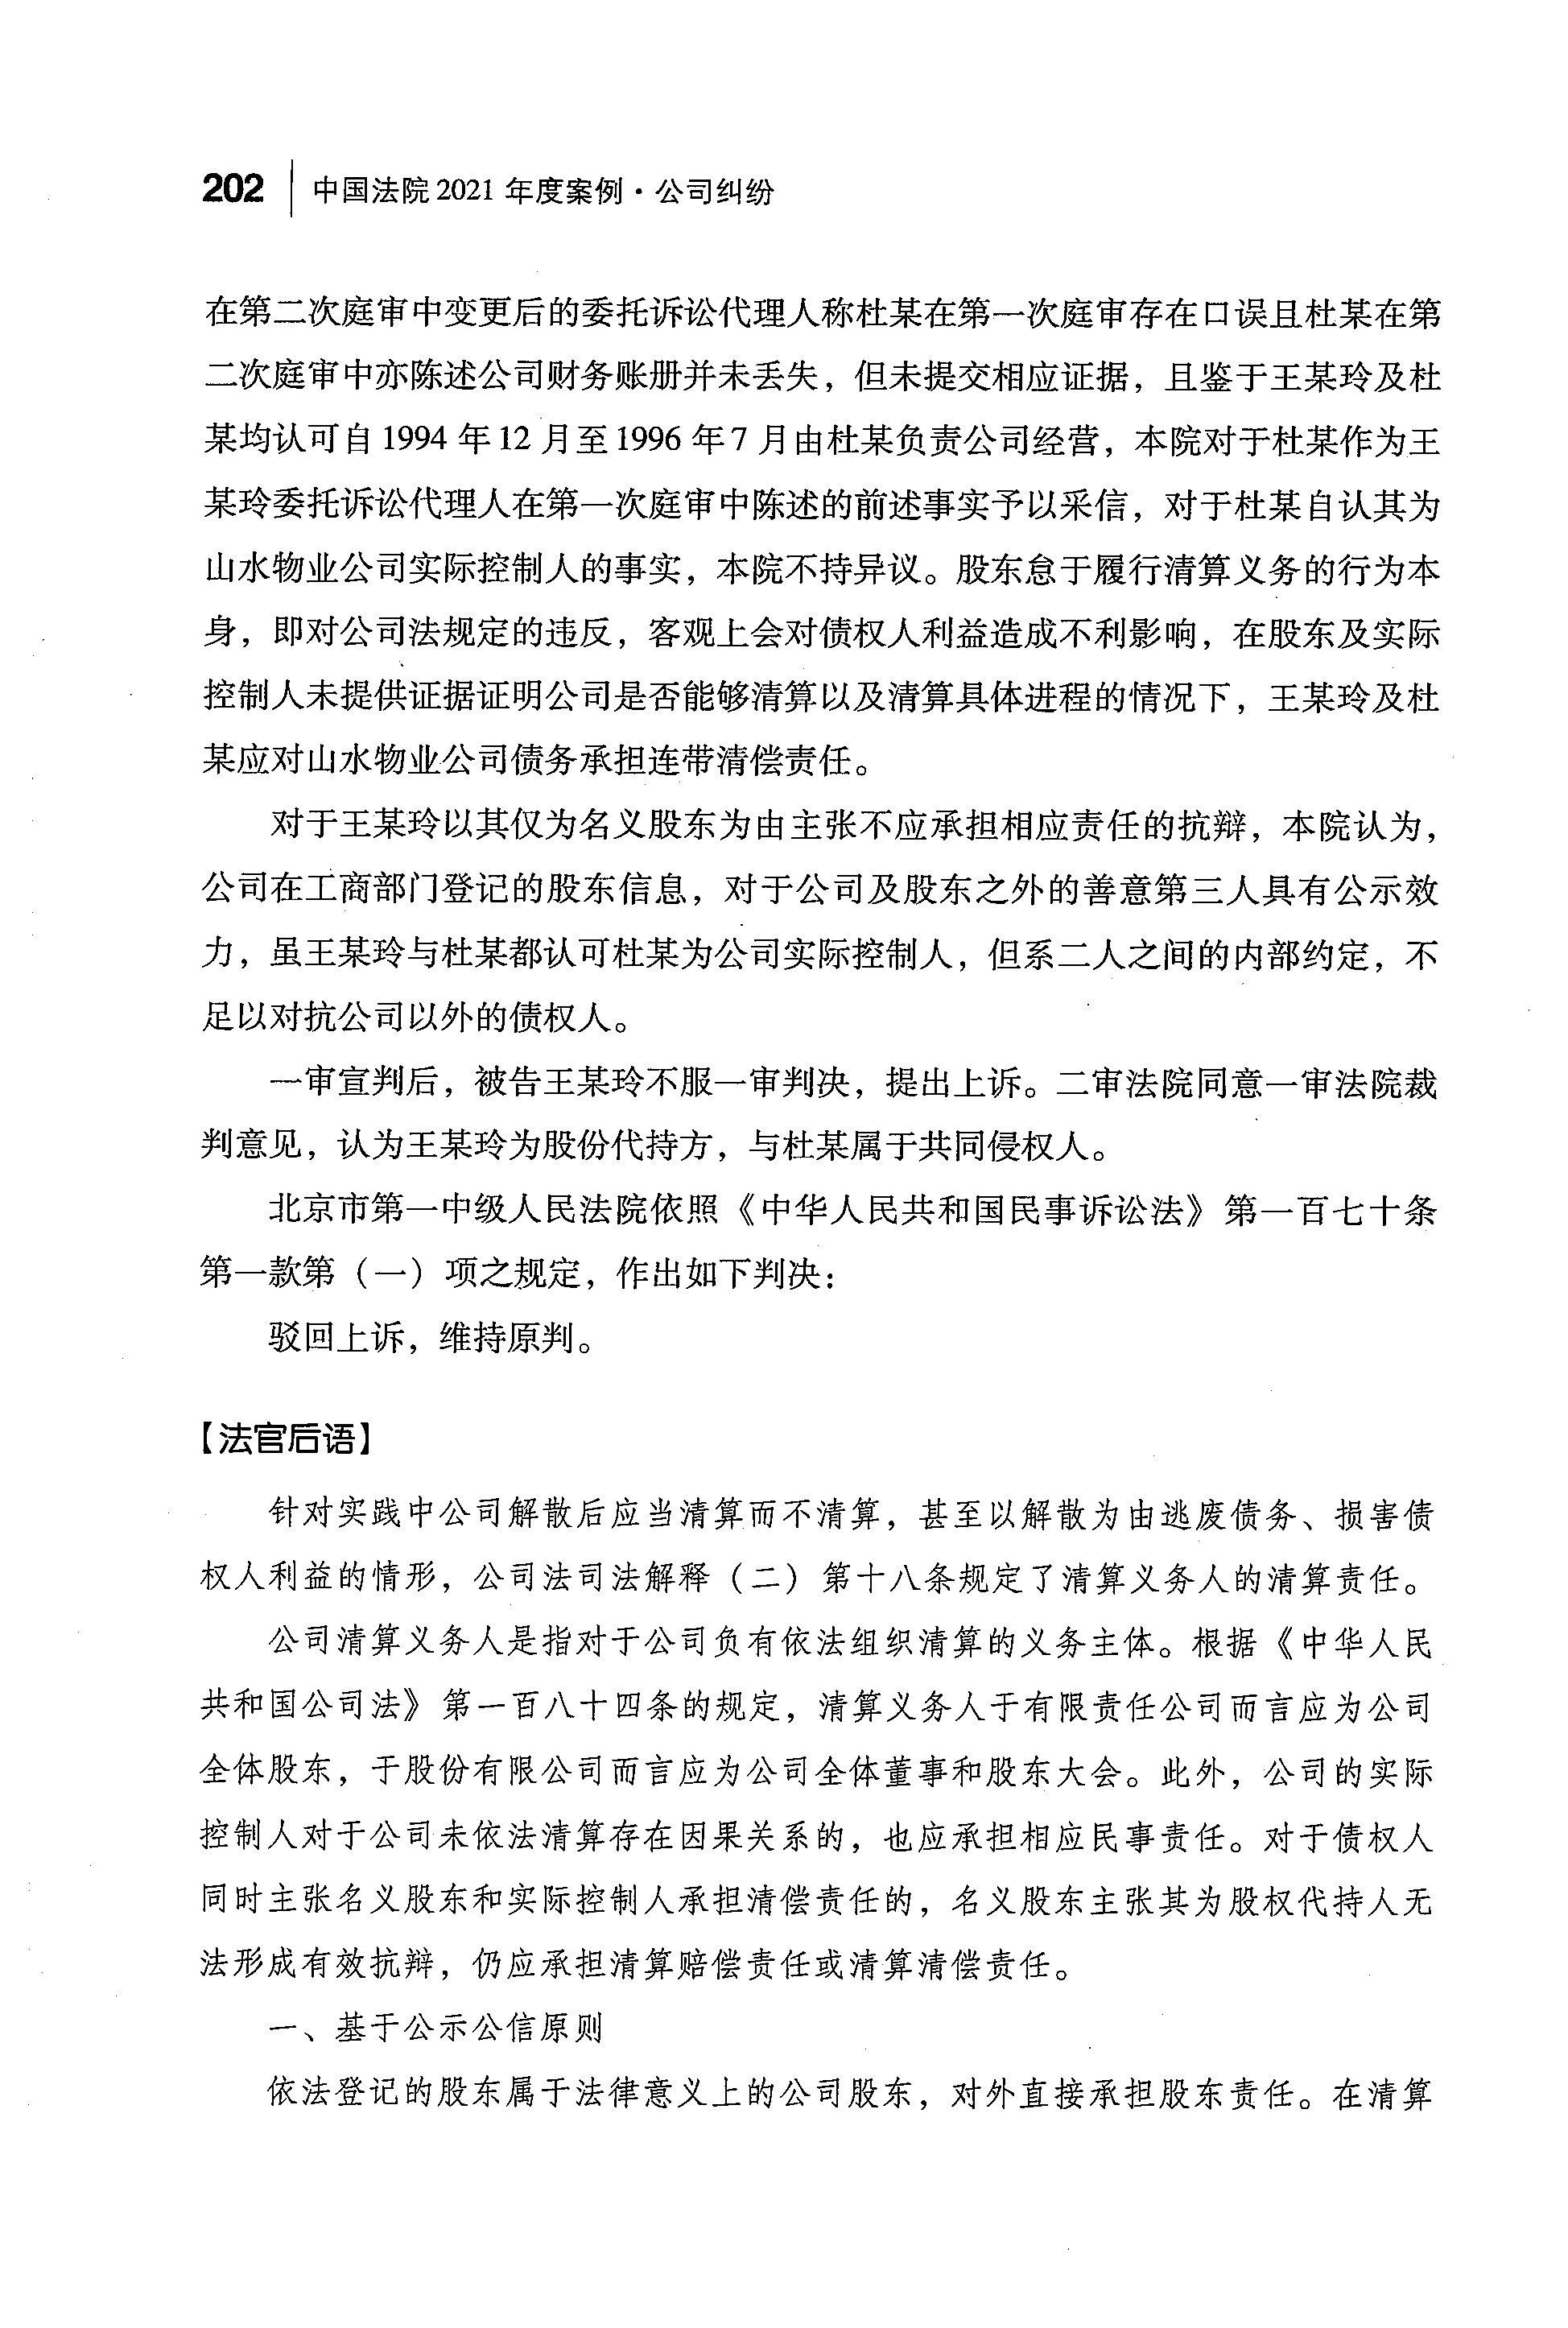 202 中国法院2021年度案例·公司纠纷
在第二次庭审中变更后的委托诉讼代理人称杜某在第一次庭审存在口误且杜某在第
二次庭审中亦陈述公司财务账册并未丢失，但未提交相应证据，且鉴于王某玲及杜
某均认可自1994年12月至1996年7月由杜某负责公司经营，本院对于杜某作为王
某玲委托诉讼代理人在第一次庭审中陈述的前述事实予以采信，对于杜某自认其为
山水物业公司实际控制人的事实，本院不持异议。股东怠于履行清算义务的行为本
身，即对公司法规定的违反，客观上会对债权人利益造成不利影响，在股东及实际
控制人未提供证据证明公司是否能够清算以及清算具体进程的情况下，王某玲及杜
某应对山水物业公司债务承担连带清偿责任。
对于王某玲以其仅为名义股东为由主张不应承担相应责任的抗辩，本院认为，
公司在工商部门登记的股东信息，对于公司及股东之外的善意第三人具有公示效
力，虽王某玲与杜某都认可杜某为公司实际控制人，但系二人之间的内部约定，不
足以对抗公司以外的债权人。
一审宣判后，被告王某玲不服一审判决，提出上诉。二审法院同意一审法院裁
判意见，认为王某玲为股份代持方，与杜某属于共同侵权人。
北京市第一中级人民法院依照《中华人民共和国民事诉讼法》第一百七十条
第一款第（一）项之规定，作出如下判决：
驳回上诉，维持原判。
【法官后语】
针对实践中公司解散后应当清算而不清算，甚至以解散为由逃废债务、损害债
权人利益的情形，公司法司法解释（二）第十八条规定了清算义务人的清算责任。
公司清算义务人是指对于公司负有依法组织清算的义务主体。根据《中华人民
共和国公司法》第一百八十四条的规定，清算义务人于有限责任公司而言应为公司
全体股东，于股份有限公司而言应为公司全体董事和股东大会。此外，公司的实际
控制人对于公司未依法清算存在因果关系的，也应承担相应民事责任。对于债权人
同时主张名义股东和实际控制人承担清偿责任的，名义股东主张其为股权代持人无
法形成有效抗辩，仍应承担清算赔偿责任或清算清偿责任。
一、基于公示公信原则
依法登记的股东属于法律意义上的公司股东，对外直接承担股东责任。在清算